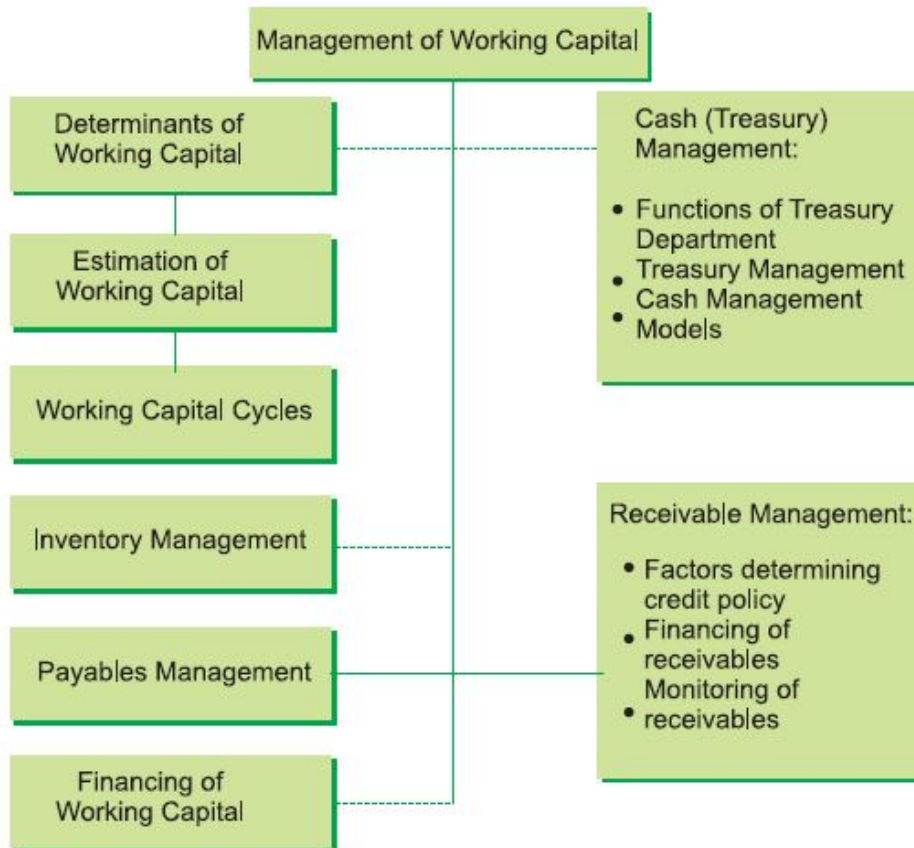 Management of Working Capital
Determinants of
Working Capital
Estimation of
Working Capital
Working Capital Cycles
Inventory Management
Payables Management
Financing of
Working Capital
Cash (Treasury)
Management:
• Functions of Treasury
Department
• Treasury Management
• Cash Management
Models
Receivable Management:
• Factors determining
credit policy
• Financing of
receivables
• Monitoring of
receivables